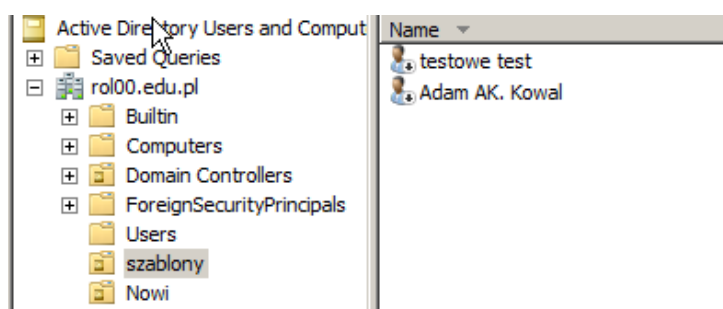 Active Directory Users and Comput
Saved Queries
rol00.edu.pl
Builtin
Computers
Domain Controllers
ForeignSecurityPrincipals
Users
szablony
Nowi
Name
testowe test
Adam AK. Kowal